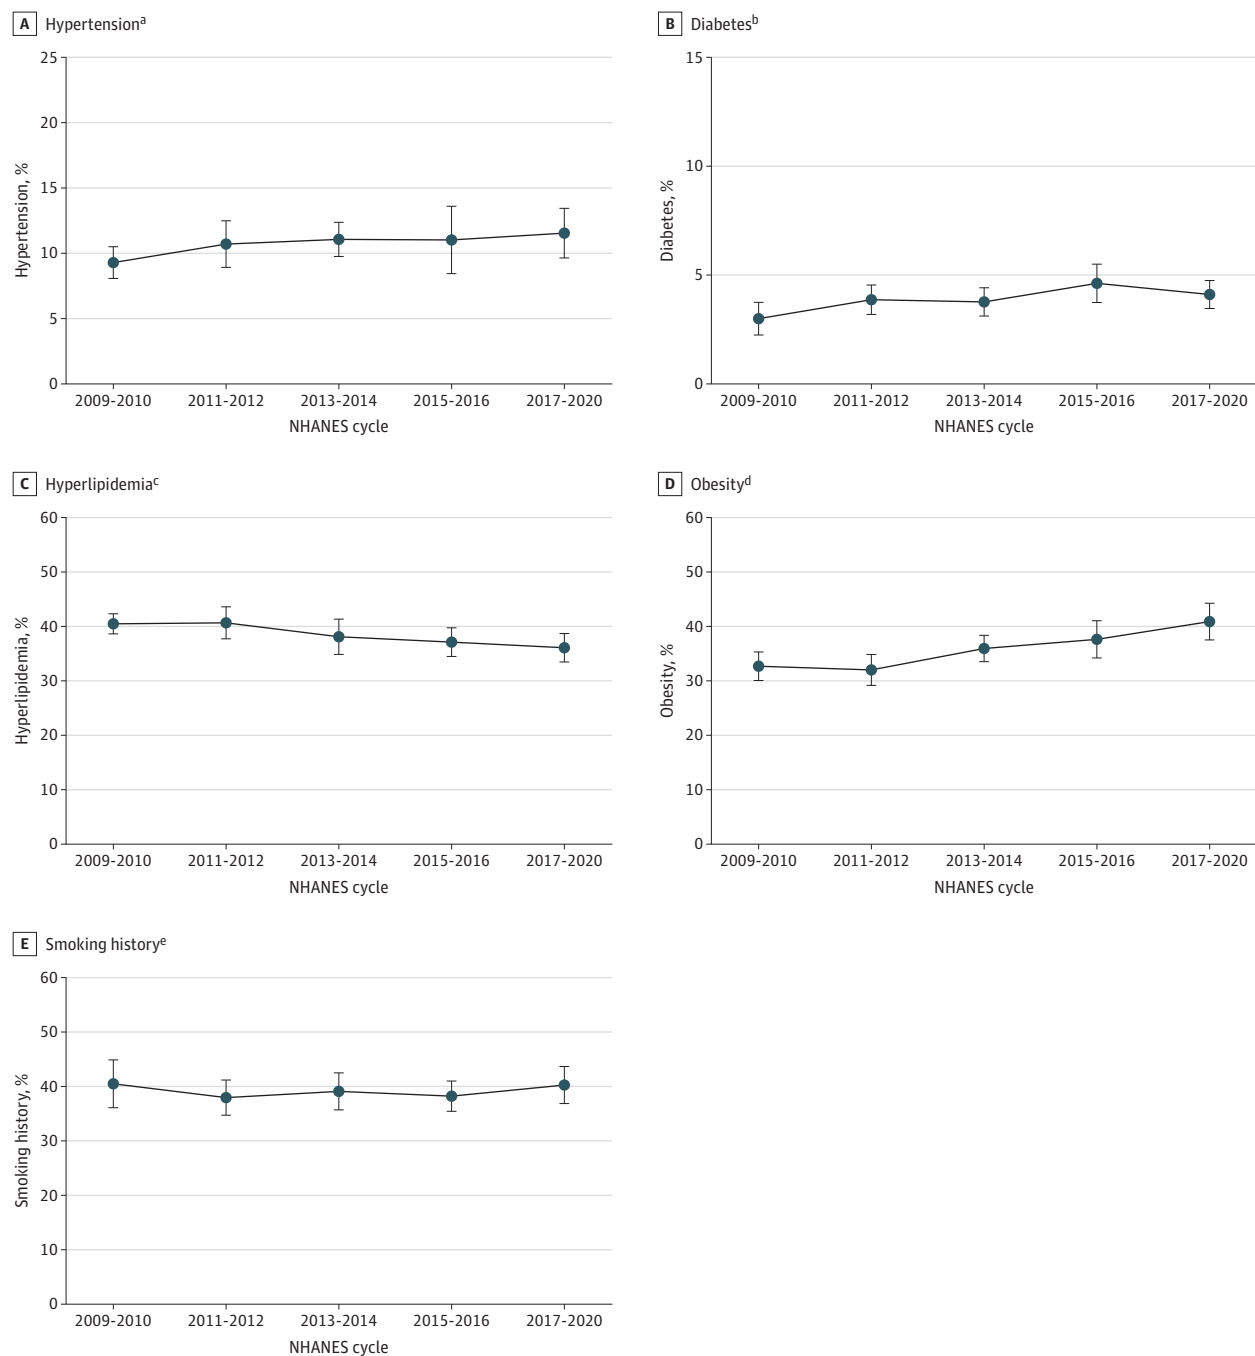 A Hypertensionᵃ
25
20
15
10
5
0
Hypertension, %
2009-2010 2011-2012 2013-2014 2015-2016 2017-2020
NHANES cycle
B Diabetesᵇ
15
10
5
0
Diabetes, %
2009-2010 2011-2012 2013-2014 2015-2016 2017-2020
NHANES cycle
C Hyperlipidemiaᶜ
60
50
40
30
20
10
0
Hyperlipidemia, %
2009-2010 2011-2012 2013-2014 2015-2016 2017-2020
NHANES cycle
D Obesityᵈ
60
50
40
30
20
10
0
Obesity, %
2009-2010 2011-2012 2013-2014 2015-2016 2017-2020
NHANES cycle
E Smoking historyᵉ
60
50
40
30
20
10
0
Smoking history, %
2009-2010 2011-2012 2013-2014 2015-2016 2017-2020
NHANES cycle